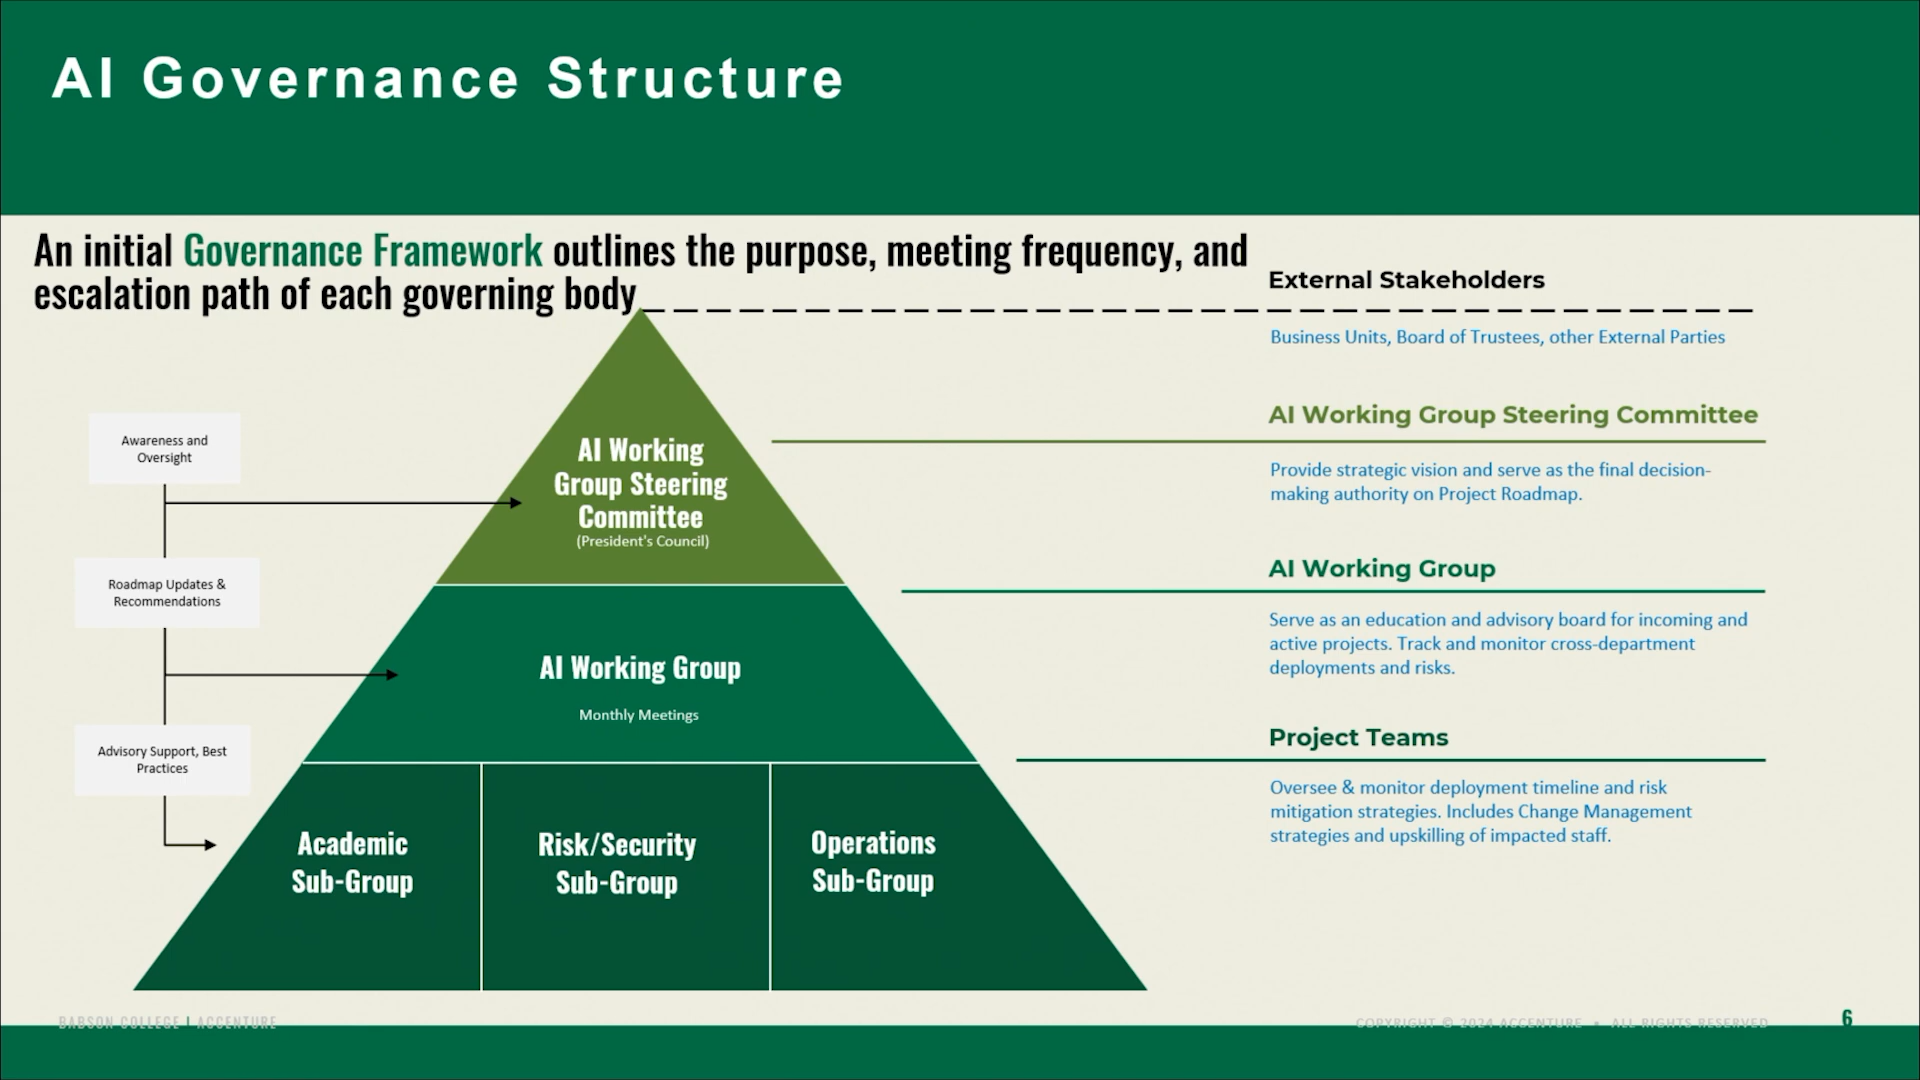 AI Governance Structure
An initial Governance Framework outlines the purpose, meeting frequency, and
escalation path of each governing body
External Stakeholders
Business Units, Board of Trustees, other External Parties
AI Working Group Steering Committee
Provide strategic vision and serve as the final decision-
making authority on Project Roadmap.
AI Working Group
Serve as an education and advisory board for incoming and
active projects. Track and monitor cross-department
deployments and risks.
Project Teams
Oversee & monitor deployment timeline and risk
mitigation strategies. Includes Change Management
strategies and upskilling of impacted staff.
Awareness and
Oversight
Roadmap Updates &
Recommendations
Advisory Support, Best
Practices
AI Working
Group Steering
Committee
(President's Council)
AI Working Group
Monthly Meetings
Academic
Sub-Group
Risk/Security
Sub-Group
Operations
Sub-Group
BABSON COLLEGE | ACCENTURE
COPYRIGHT © 2024 ACCENTURE • ALL RIGHTS RESERVED
6